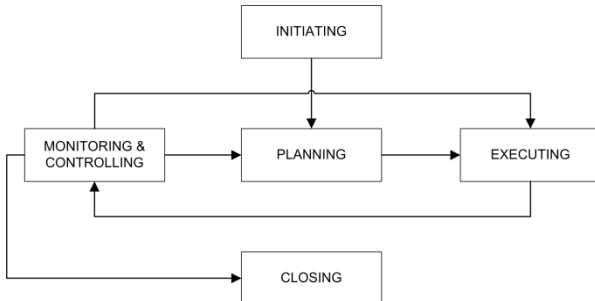 INITIATING
MONITORING &
CONTROLLING
PLANNING
EXECUTING
CLOSING